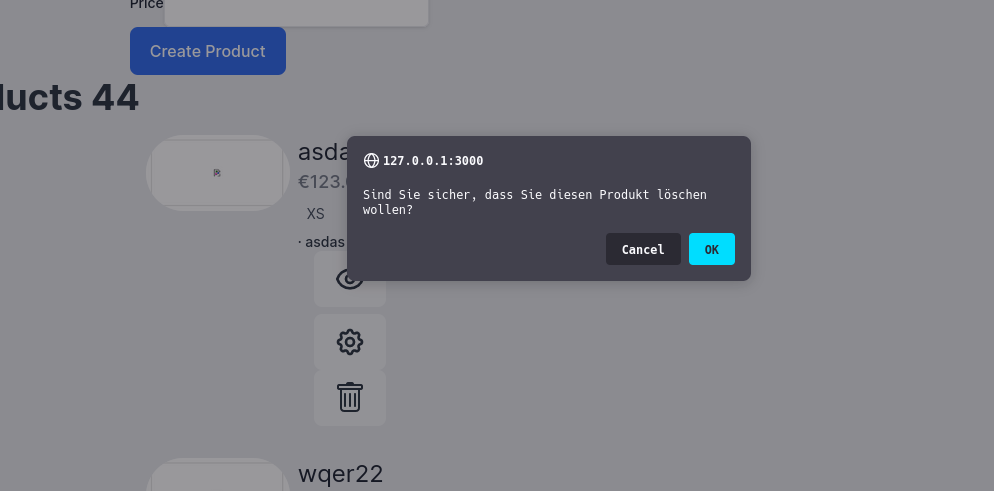 Price
Create Product
ducts 44
asda
€123.
XS
· asdas
127.0.0.1:3000
Sind Sie sicher, dass Sie diesen Produkt löschen
wollen?
Cancel
OK
wqer22